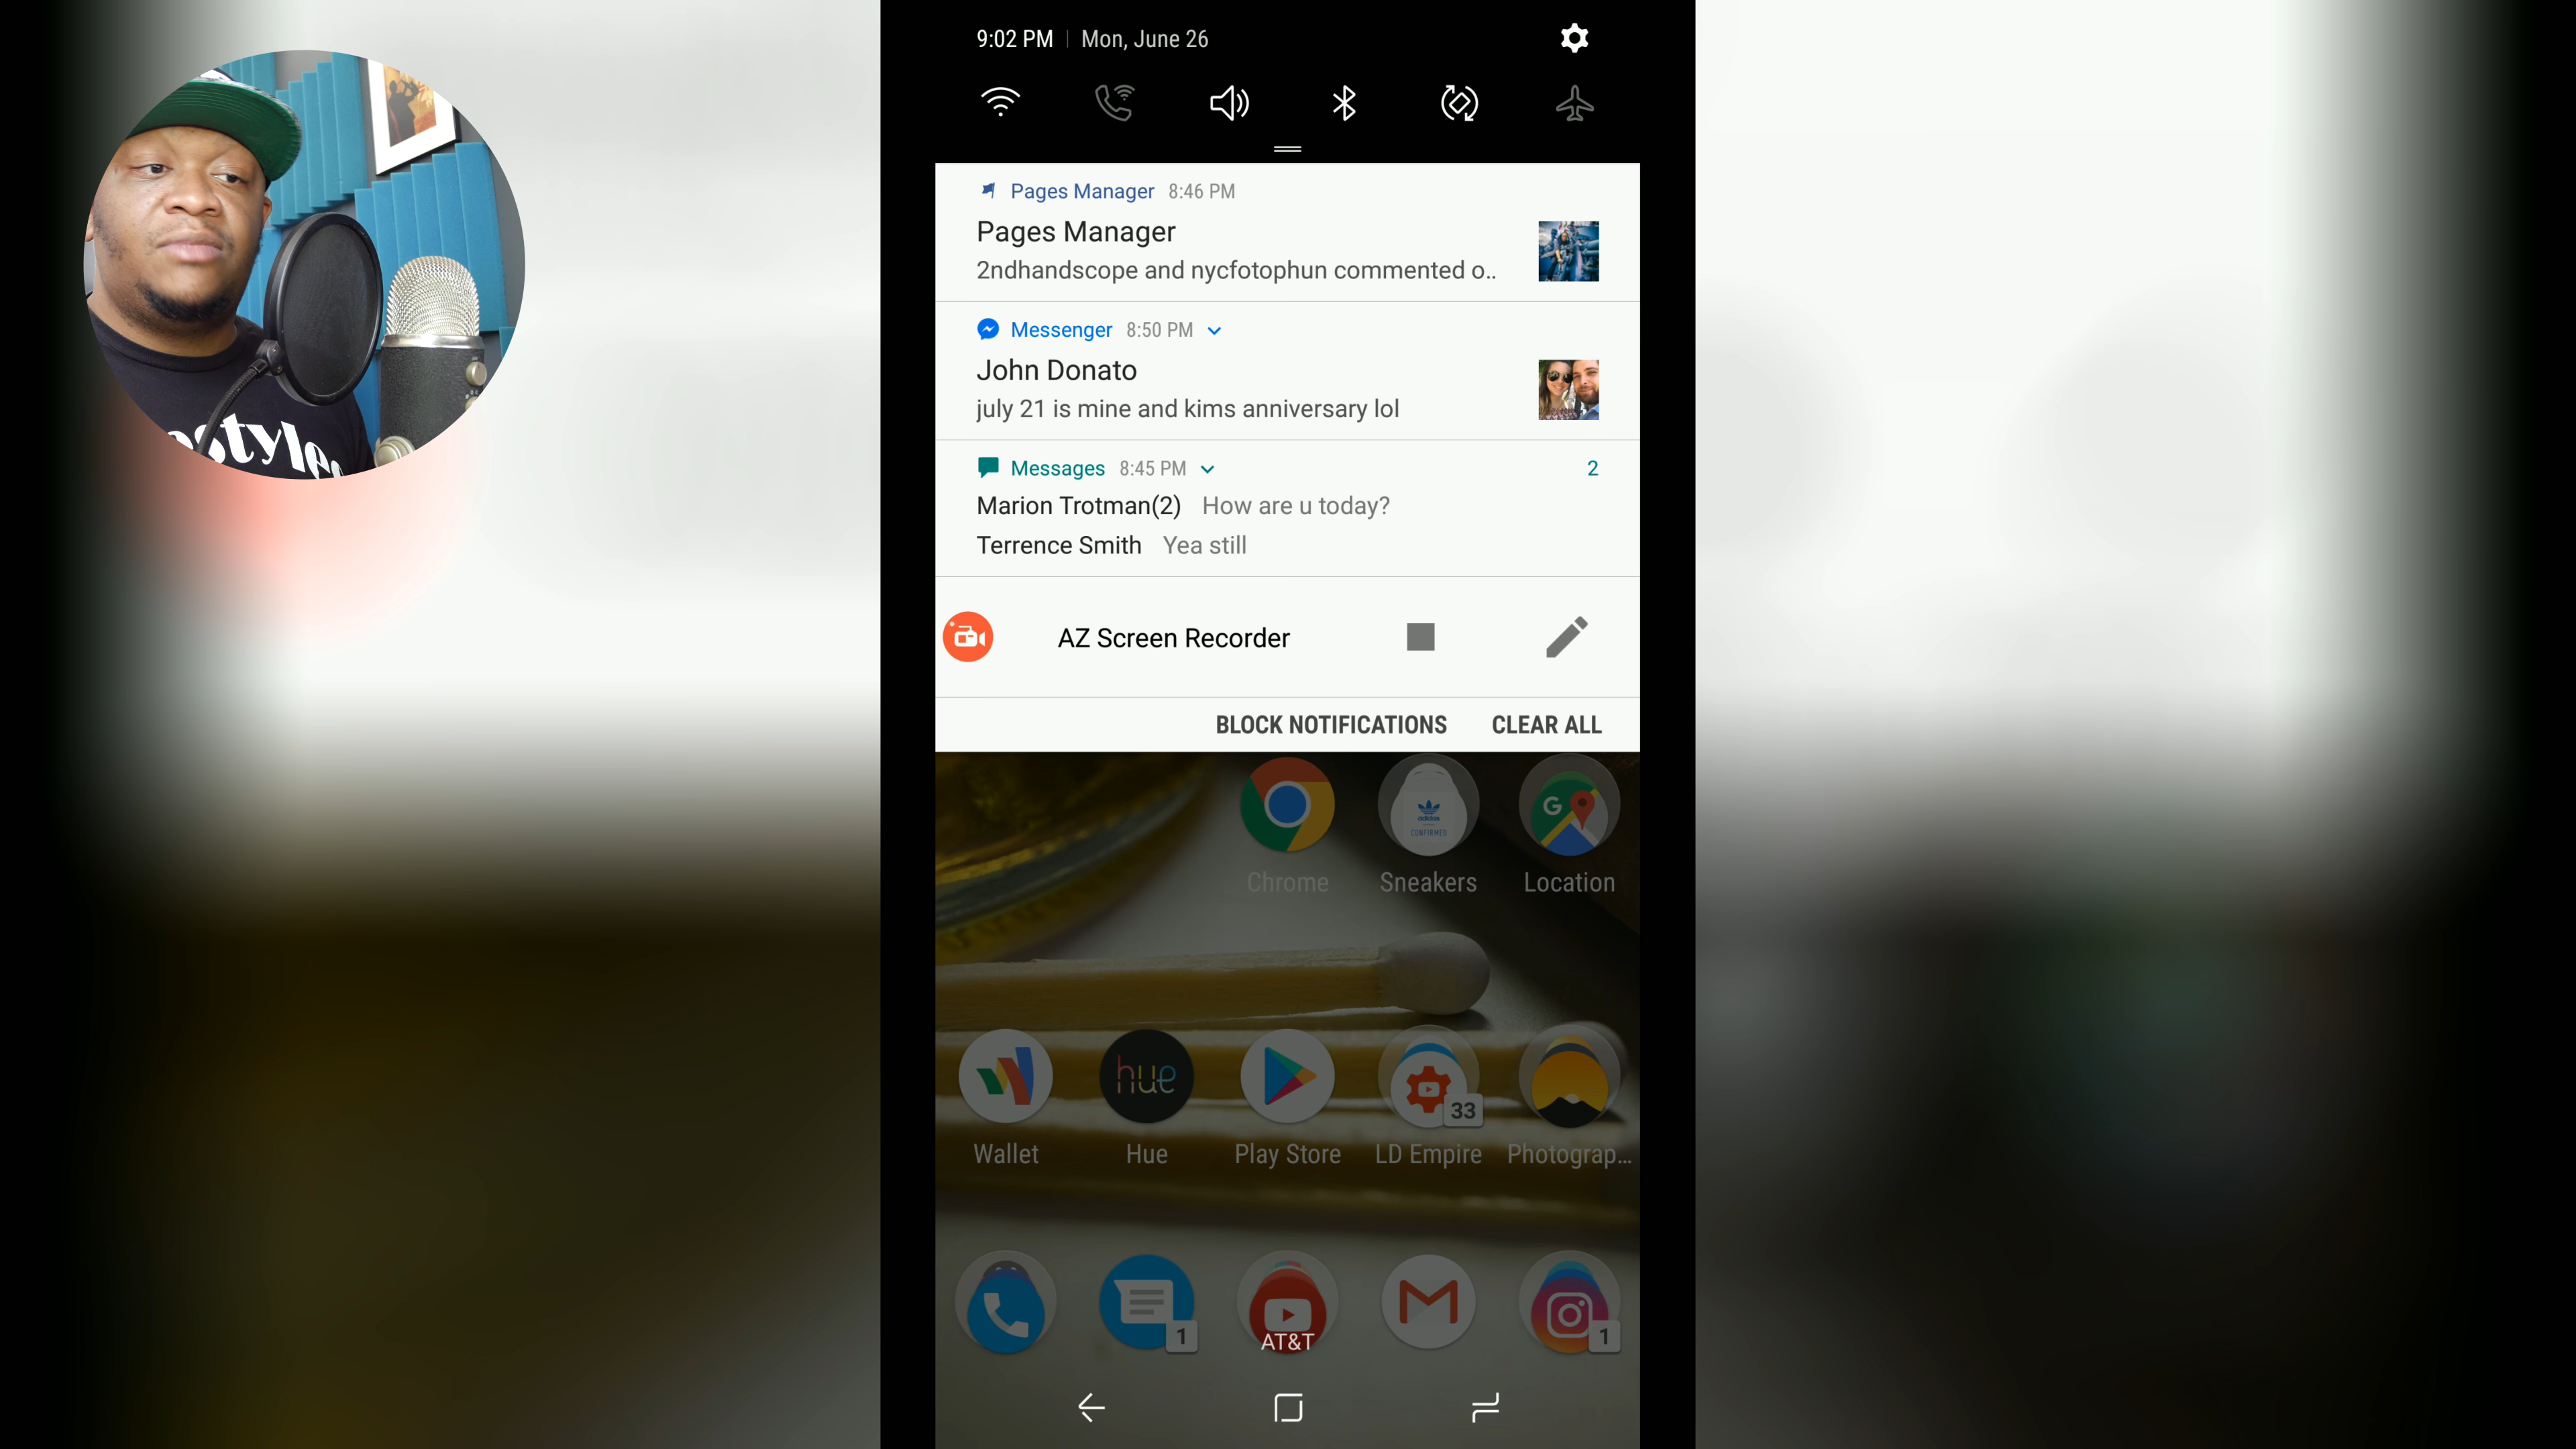 9:02 PM | Mon, June 26
Pages Manager 8:46 PM
Pages Manager
2ndhandscope and nycfotophun commented o..
Messenger 8:50 PM
John Donato
july 21 is mine and kims anniversary lol
Messages 8:45 PM 2
Marion Trotman(2) How are u today?
Terrence Smith Yea still
AZ Screen Recorder
BLOCK NOTIFICATIONS CLEAR ALL
adidas
CONFIRMED
G
Chrome Sneakers Location
hue
33
Wallet Hue Play Store LD Empire Photograp...
1
1
AT&T